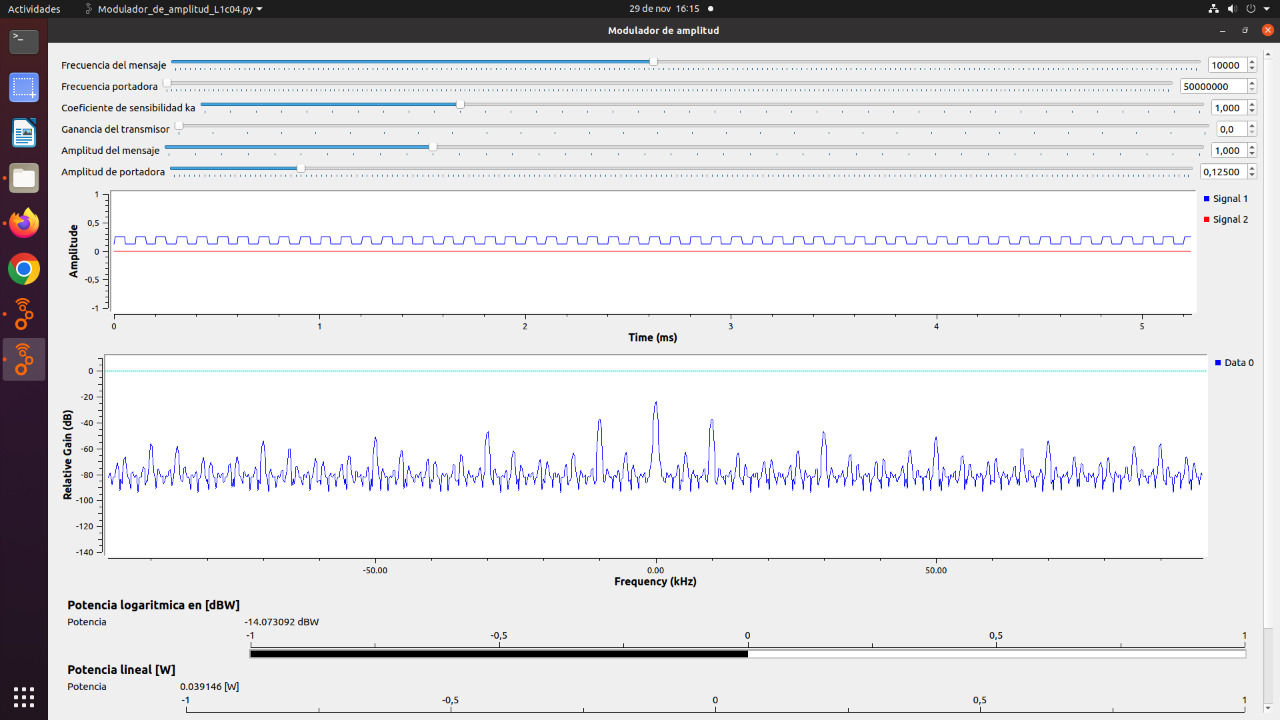 Actividades Modulador_de_amplitud_L1c04.py 29 de nov 16:15
Modulador de amplitud
Frecuencia del mensaje 10000
Frecuencia portadora 50000000
Coeficiente de sensibilidad ka 1,000
Ganancia del transmisor 0,0
Amplitud del mensaje 1,000
Amplitud de portadora 0,12500
1
0,5
0
-0,5
-1
Amplitude
Signal 1
Signal 2
0 1 2 3 4 5
Time (ms)
0
-20
-40
-60
-80
-100
-120
-140
Relative Gain (dB)
Data 0
-50.00 0.00 50.00
Frequency (kHz)
Potencia logaritmica en [dBW]
Potencia -14.073092 dBW
-1 -0,5 0 0,5 1
Potencia lineal [W]
Potencia 0.039146 [W]
-1 -0,5 0 0,5 1